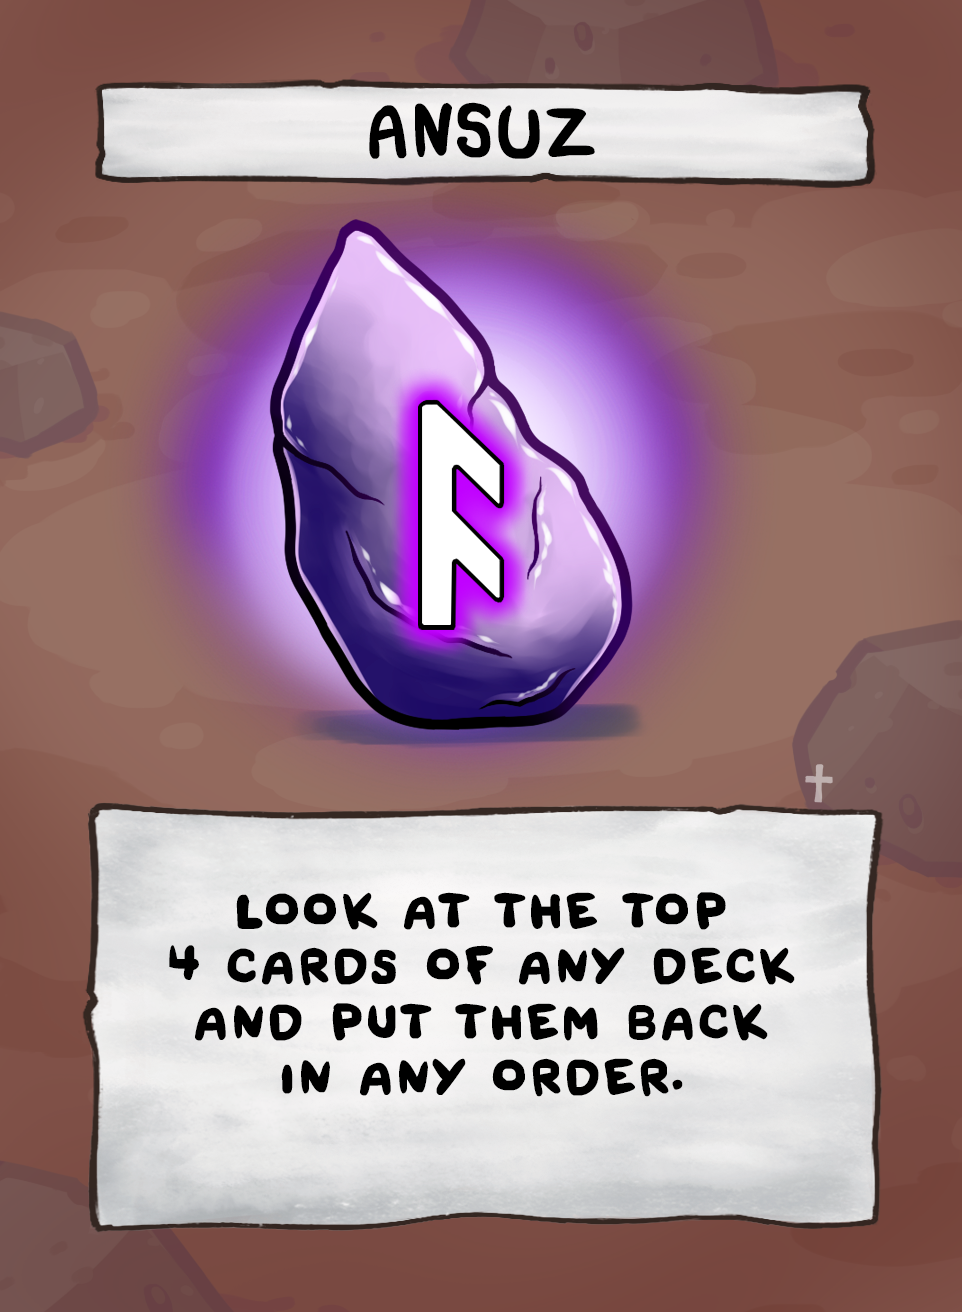 ANSUZ
ᚨ
LOOK AT THE TOP
4 CARDS OF ANY DECK
AND PUT THEM BACK
IN ANY ORDER.